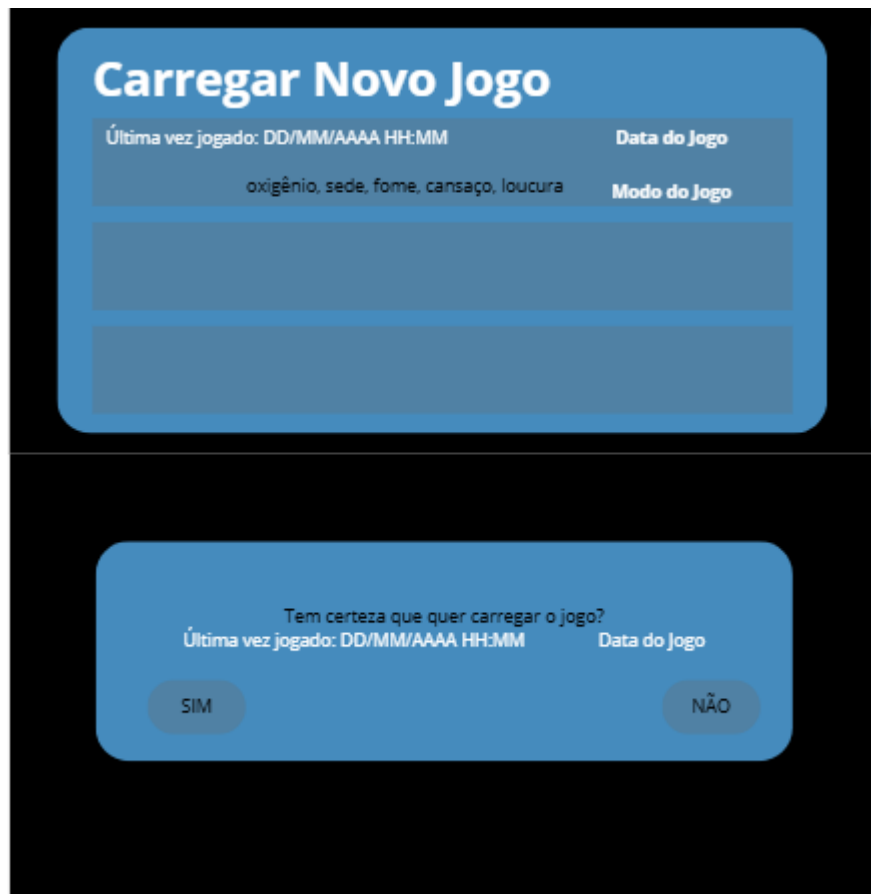 Carregar Novo Jogo
Última vez jogado: DD/MM/AAAA HH:MM Data do Jogo
oxigênio, sede, fome, cansaço, loucura Modo do Jogo
Tem certeza que quer carregar o jogo?
Última vez jogado: DD/MM/AAAA HH:MM Data do Jogo
SIM NÃO